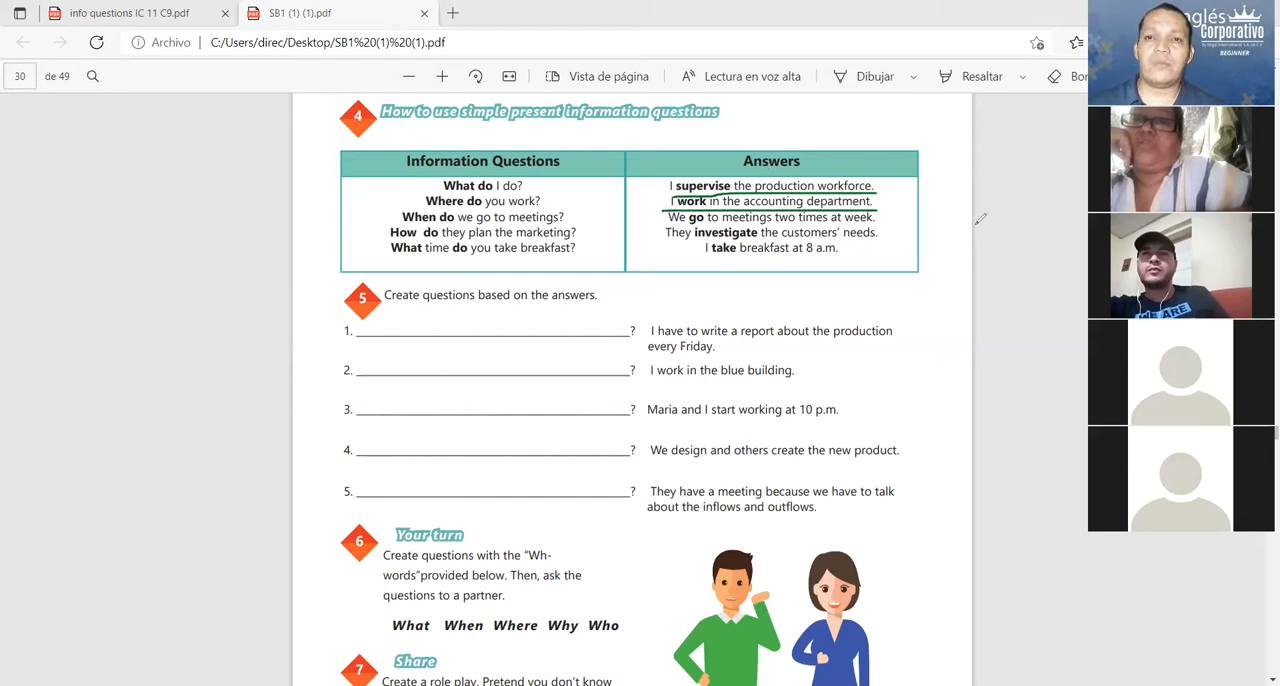 info questions IC 11 C9.pdf
SB1 (1) (1).pdf
Archivo
C:/Users/direc/Desktop/SB1%20(1)%20(1).pdf
30
de 49
Vista de página
Lectura en voz alta
Dibujar
Resaltar
Bor
nglés
Corporativo
BEGINNER
4 How to use simple present information questions
Information Questions
Answers
What do I do?
I supervise the production workforce.
Where do you work?
I work in the accounting department.
When do we go to meetings?
We go to meetings two times at week.
How do they plan the marketing?
They investigate the customers' needs.
What time do you take breakfast?
I take breakfast at 8 a.m.
5 Create questions based on the answers.
1. ________________________________________? I have to write a report about the production
every Friday.
2. ________________________________________? I work in the blue building.
3. ________________________________________? Maria and I start working at 10 p.m.
4. ________________________________________? We design and others create the new product.
5. ________________________________________? They have a meeting because we have to talk
about the inflows and outflows.
6 Your turn
Create questions with the "Wh-
words"provided below. Then, ask the
questions to a partner.
What When Where Why Who
7 Share
Create a role play. Pretend you don't know
WE ARE